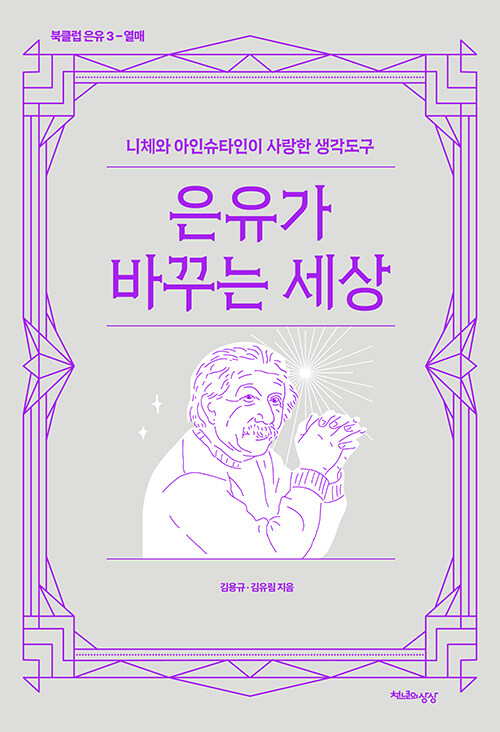 북클럽 은유 3 – 열매
니체와 아인슈타인이 사랑한 생각도구
은유가
바꾸는 세상
김용규·김유림 지음
천년의상상